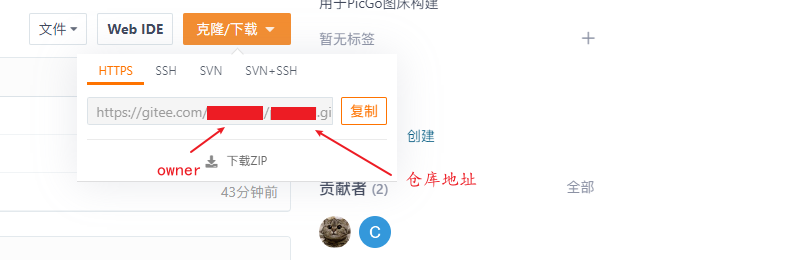 用于PicGo图床构建
文件 Web IDE 克隆/下载
暂无标签
HTTPS SSH SVN SVN+SSH
https://gitee.com/ / .gi 复制
创建
下载ZIP
owner
仓库地址
43分钟前
贡献者 (2) 全部
C